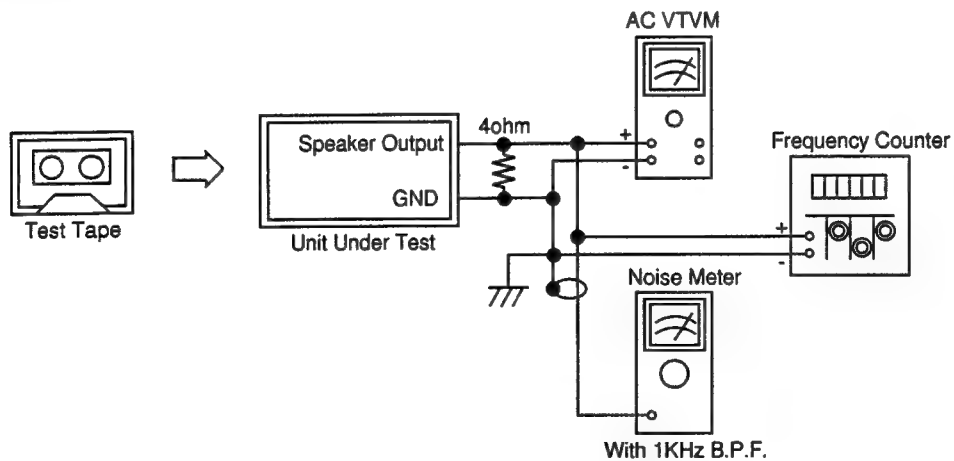 AC VTVM
4ohm
Speaker Output
+
-
Frequency Counter
GND
Test Tape
Unit Under Test
+
-
Noise Meter
With 1KHz B.P.F.